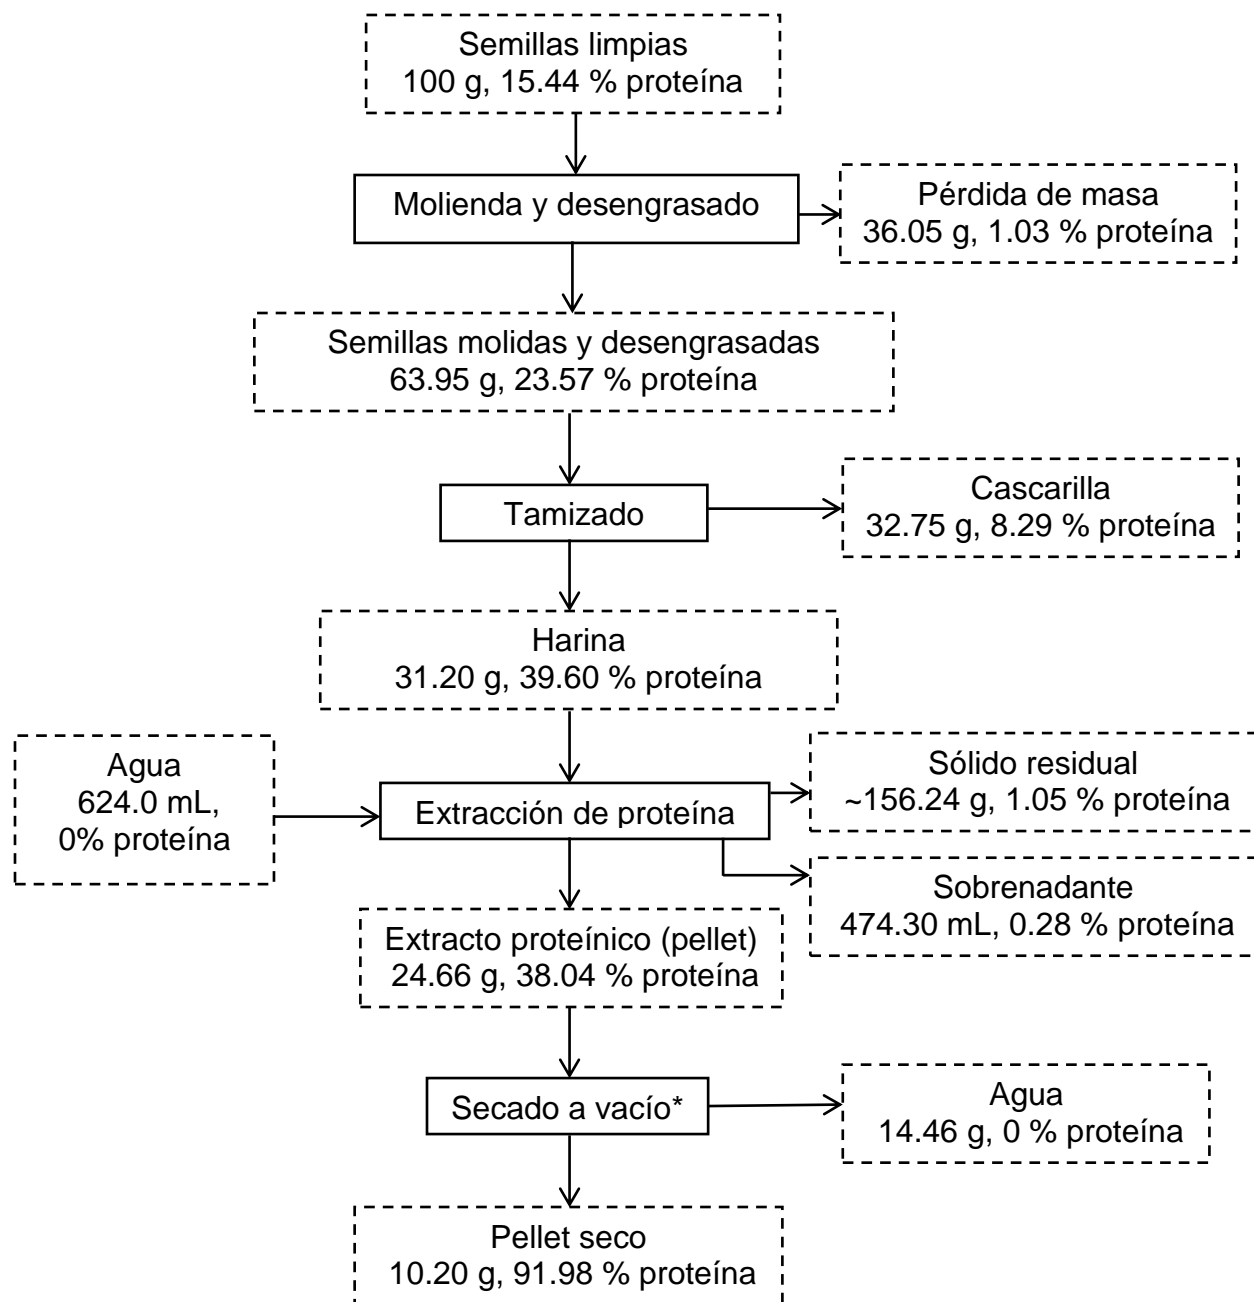 Semillas limpias
100 g, 15.44 % proteína
Molienda y desengrasado
Pérdida de masa
36.05 g, 1.03 % proteína
Semillas molidas y desengrasadas
63.95 g, 23.57 % proteína
Tamizado
Cascarilla
32.75 g, 8.29 % proteína
Harina
31.20 g, 39.60 % proteína
Agua
624.0 mL,
0% proteína
Extracción de proteína
Sólido residual
~156.24 g, 1.05 % proteína
Sobrenadante
474.30 mL, 0.28 % proteína
Extracto proteínico (pellet)
24.66 g, 38.04 % proteína
Secado a vacío*
Agua
14.46 g, 0 % proteína
Pellet seco
10.20 g, 91.98 % proteína